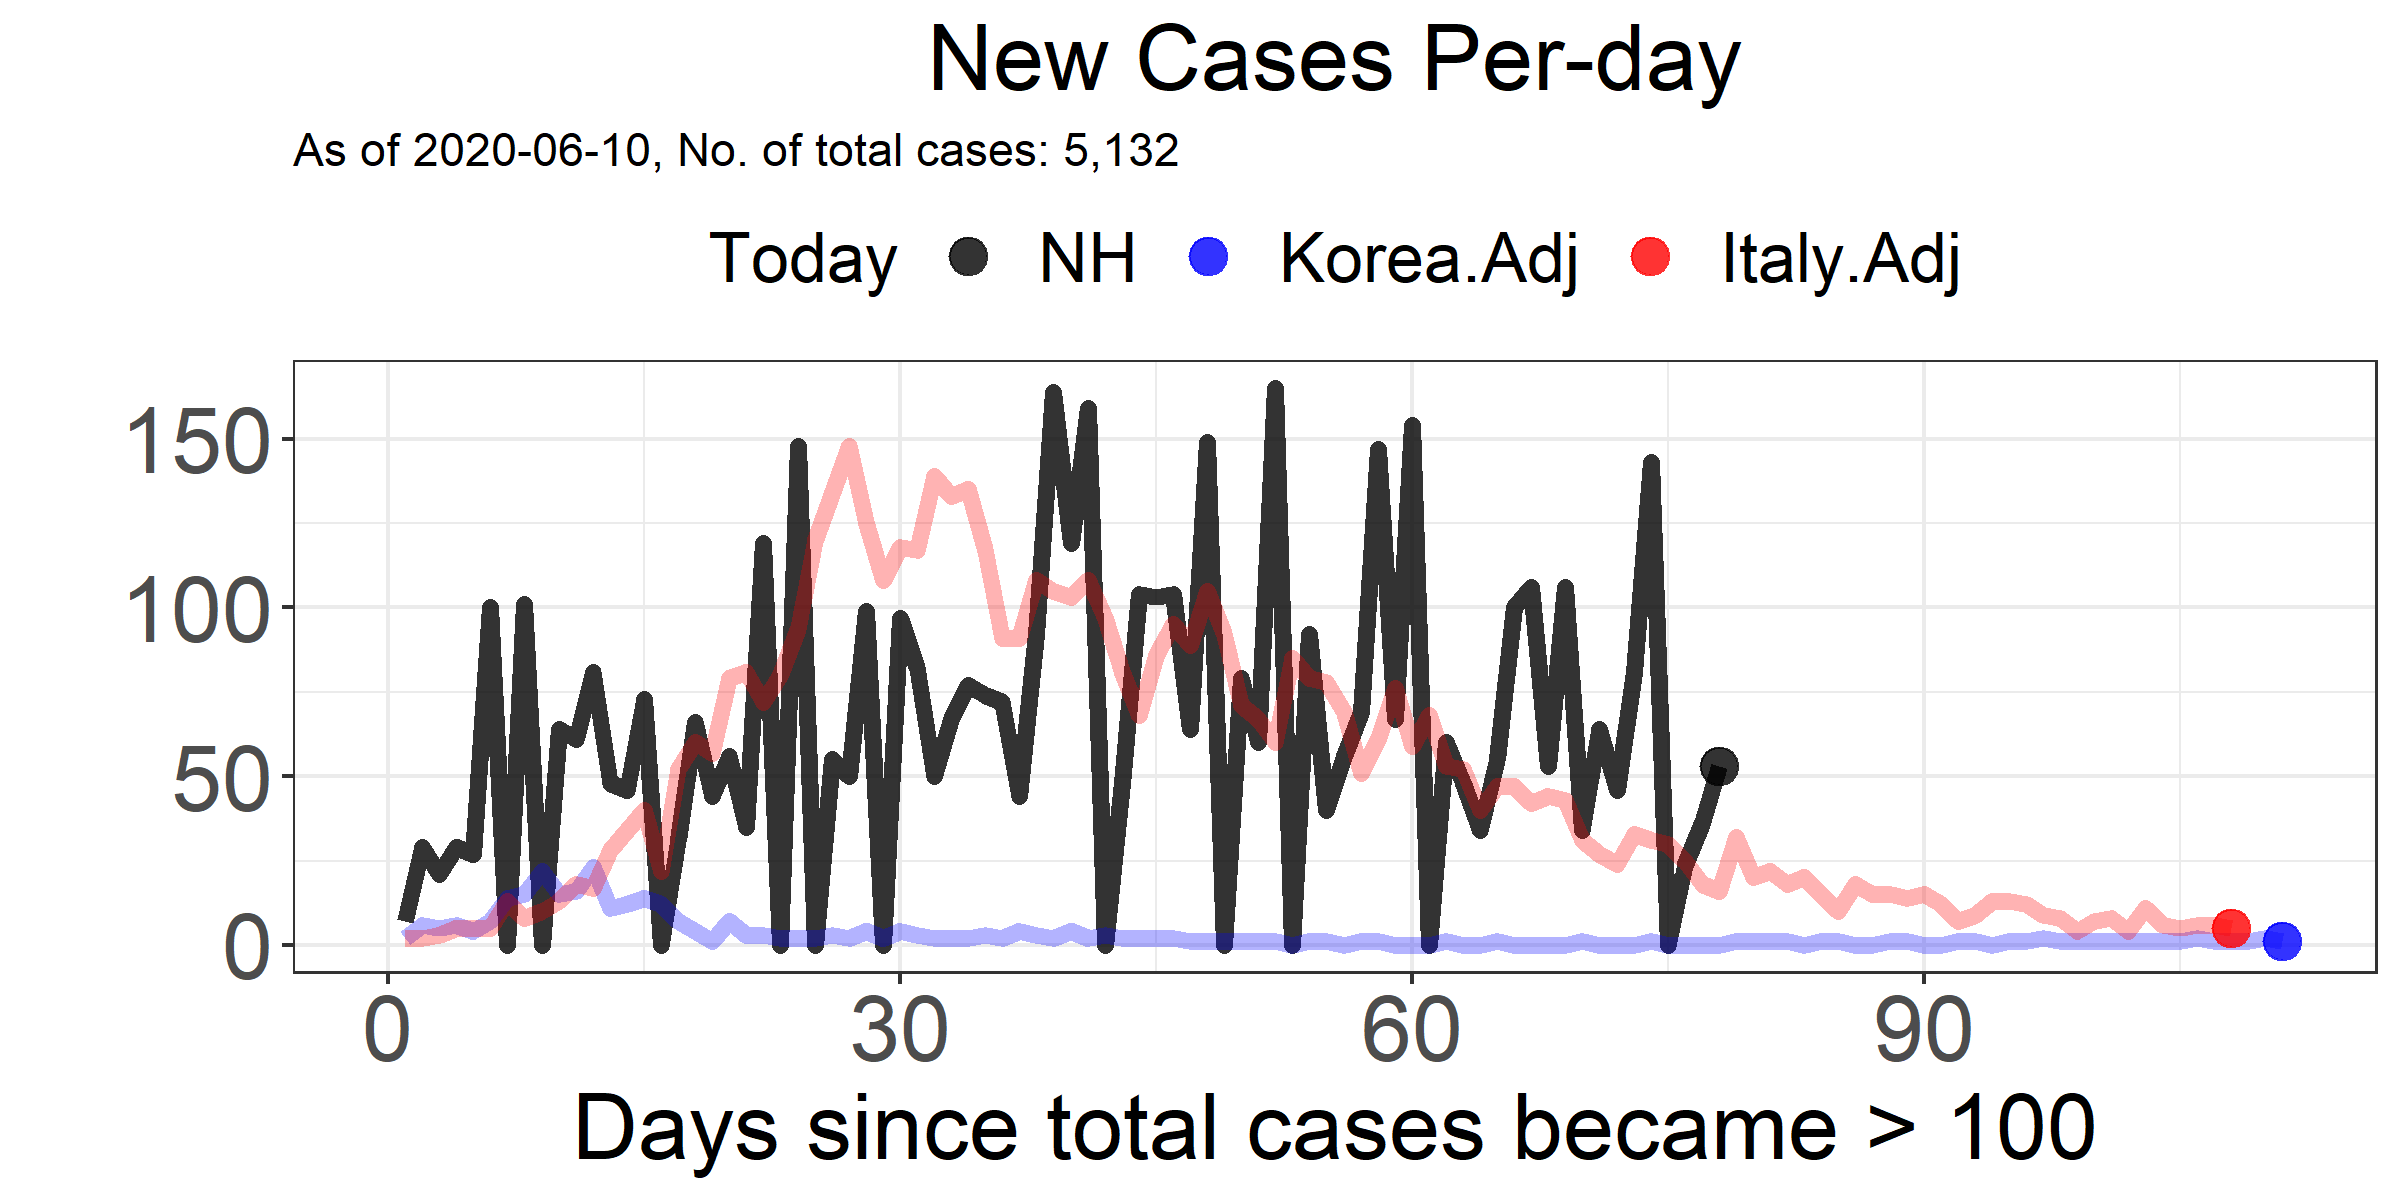 New Cases Per-day
As of 2020-06-10, No. of total cases: 5,132
Today NH Korea.Adj Italy.Adj
150
100
50
0
0 30 60 90
Days since total cases became > 100